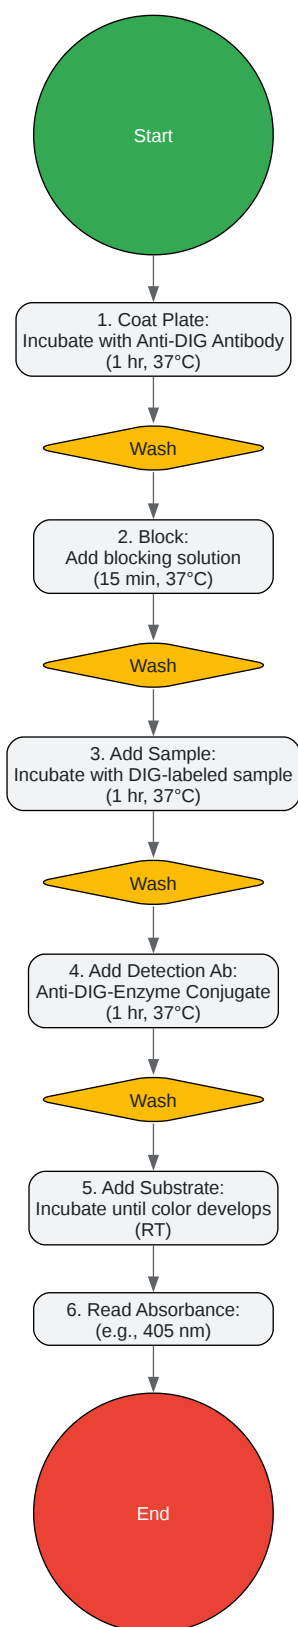 Start
1. Coat Plate:
Incubate with Anti-DIG Antibody
(1 hr, 37°C)
Wash
2. Block:
Add blocking solution
(15 min, 37°C)
Wash
3. Add Sample:
Incubate with DIG-labeled sample
(1 hr, 37°C)
Wash
4. Add Detection Ab:
Anti-DIG-Enzyme Conjugate
(1 hr, 37°C)
Wash
5. Add Substrate:
Incubate until color develops
(RT)
6. Read Absorbance:
(e.g., 405 nm)
End